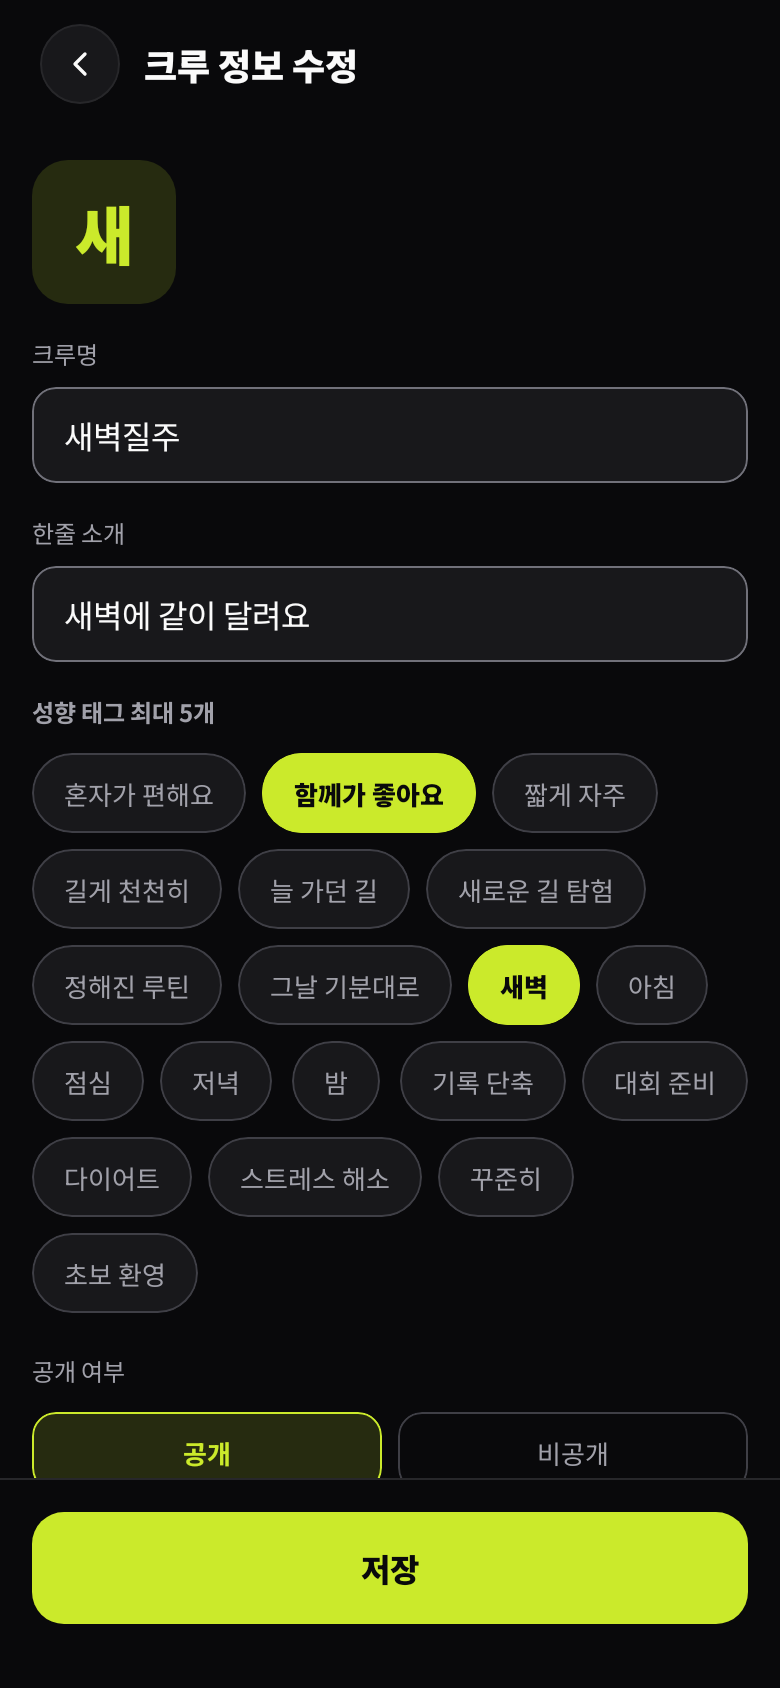 크루 정보 수정
새
크루명
새벽질주
한줄 소개
새벽에 같이 달려요
성향 태그 최대 5개
혼자가 편해요 함께가 좋아요 짧게 자주
길게 천천히 늘 가던 길 새로운 길 탐험
정해진 루틴 그날 기분대로 새벽 아침
점심 저녁 밤 기록 단축 대회 준비
다이어트 스트레스 해소 꾸준히
초보 환영
공개 여부
공개 비공개
저장